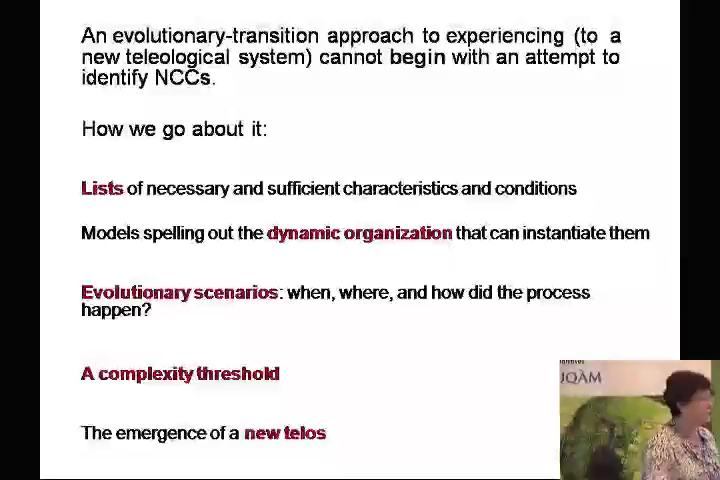 An evolutionary-transition approach to experiencing (to a
new teleological system) cannot begin with an attempt to
identify NCCs.
How we go about it:
Lists of necessary and sufficient characteristics and conditions
Models spelling out the dynamic organization that can instantiate them
Evolutionary scenarios: when, where, and how did the process
happen?
A complexity threshold
The emergence of a new telos
UQÀM